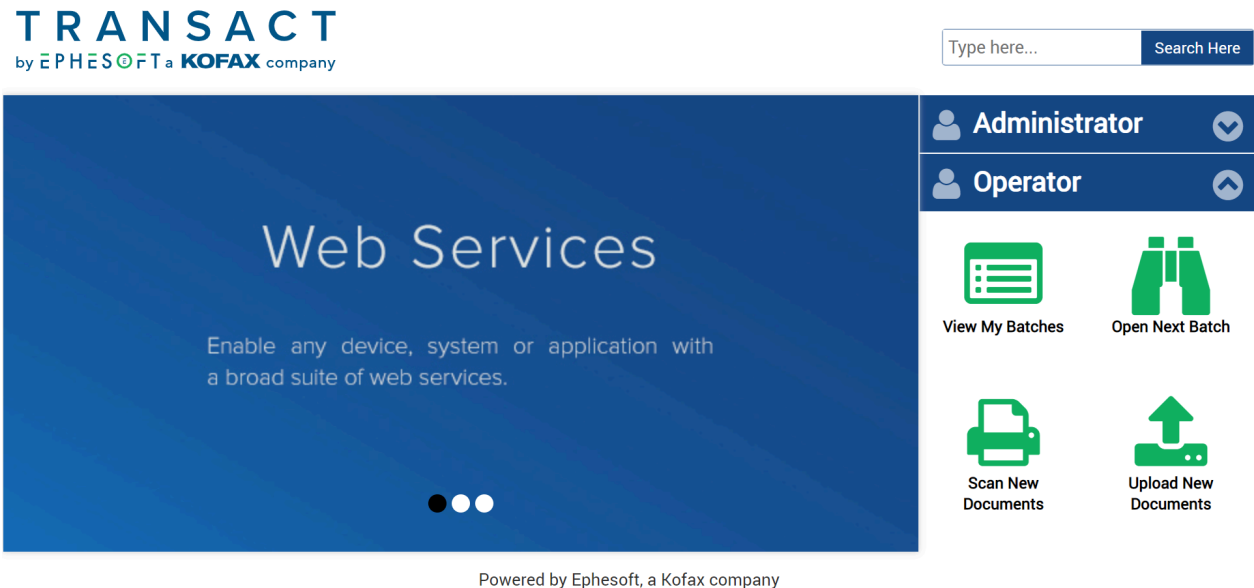 TRANSACT
by EPHESOFT a KOFAX company
Type here...
Search Here
Administrator
Operator
Web Services
Enable any device, system or application with
a broad suite of web services.
View My Batches
Open Next Batch
Scan New
Documents
Upload New
Documents
Powered by Ephesoft, a Kofax company